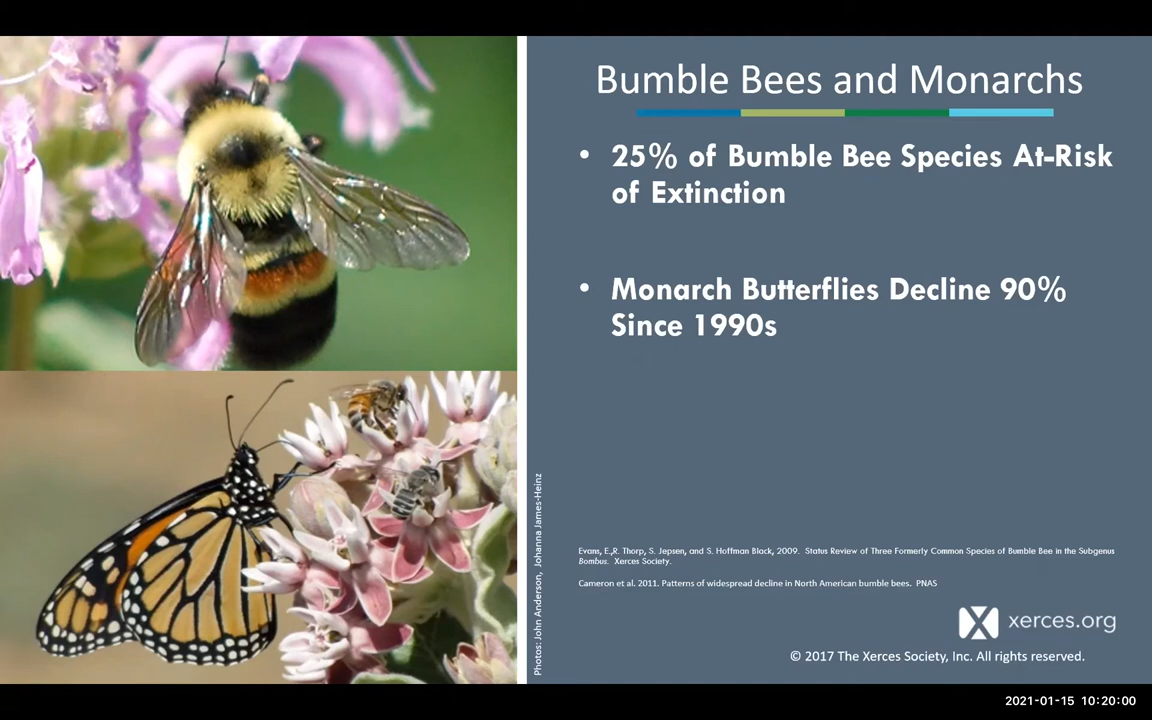 Bumble Bees and Monarchs
• 25% of Bumble Bee Species At-Risk
of Extinction
• Monarch Butterflies Decline 90%
Since 1990s
Photos: John Anderson, Johanna James-Heinz
Evans, E.,R. Thorp, S. Jepsen, and S. Hoffman Black, 2009. Status Review of Three Formerly Common Species of Bumble Bee in the Subgenus
Bombus. Xerces Society.
Cameron et al. 2011. Patterns of widespread decline in North American bumble bees. PNAS
xerces.org
© 2017 The Xerces Society, Inc. All rights reserved.
2021-01-15 10:20:00